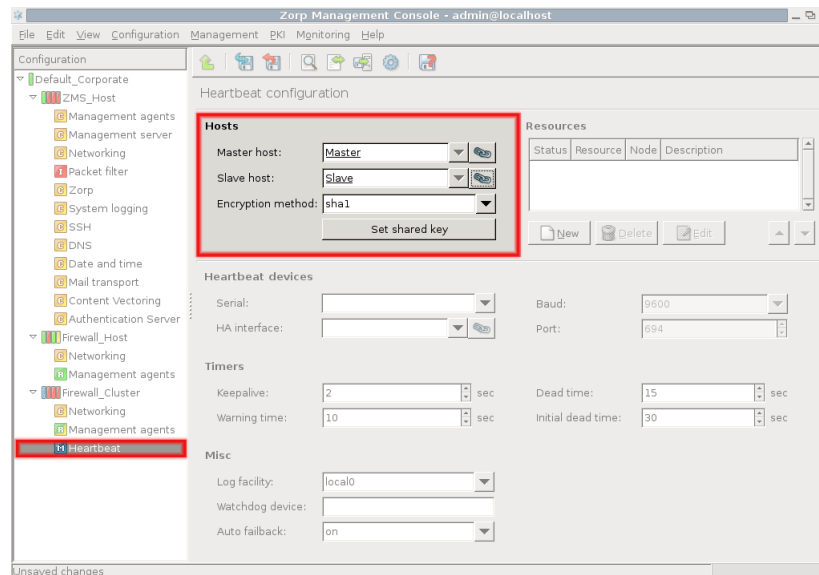 Zorp Management Console - admin@localhost
File Edit View Configuration Management PKI Monitoring Help
Configuration
Default_Corporate
ZMS_Host
Management agents
Management server
Networking
Packet filter
Zorp
System logging
SSH
DNS
Date and time
Mail transport
Content Vectoring
Authentication Server
Firewall_Host
Networking
Management agents
Firewall_Cluster
Networking
Management agents
Heartbeat
Heartbeat configuration
Hosts
Master host: Master
Slave host: Slave
Encryption method: sha1
Set shared key
Resources
Status Resource Node Description
New Delete Edit
Heartbeat devices
Serial:
Baud: 9600
HA interface:
Port: 694
Timers
Keepalive: 2 sec
Dead time: 15 sec
Warning time: 10 sec
Initial dead time: 30 sec
Misc
Log facility: local0
Watchdog device:
Auto failback: on
Unsaved changes